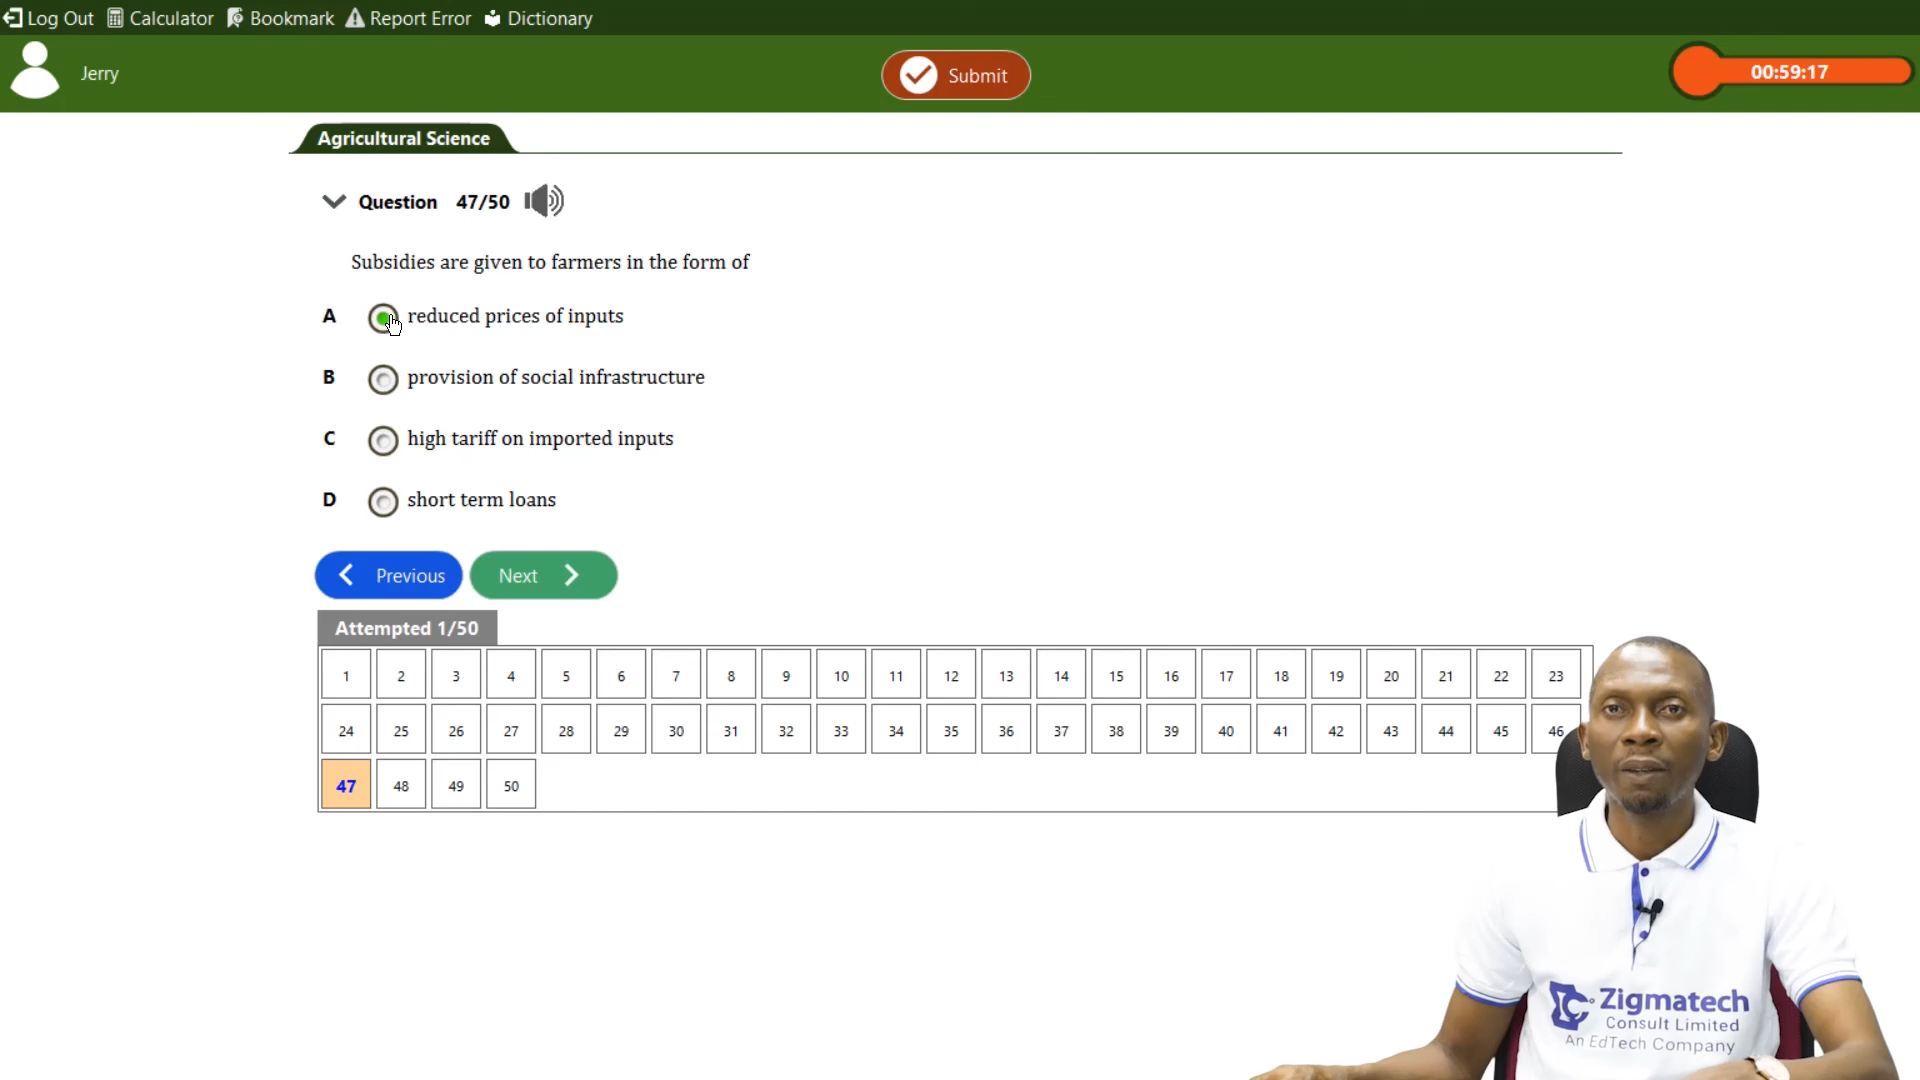 Log Out Calculator Bookmark Report Error Dictionary
Jerry
Submit
00:59:17
Agricultural Science
Question 47/50
Subsidies are given to farmers in the form of
A reduced prices of inputs
B provision of social infrastructure
C high tariff on imported inputs
D short term loans
Previous Next
Attempted 1/50
1 2 3 4 5 6 7 8 9 10 11 12 13 14 15 16 17 18 19 20 21 22 23
24 25 26 27 28 29 30 31 32 33 34 35 36 37 38 39 40 41 42 43 44 45 46
47 48 49 50
Zigmatech
Consult Limited
An EdTech Company